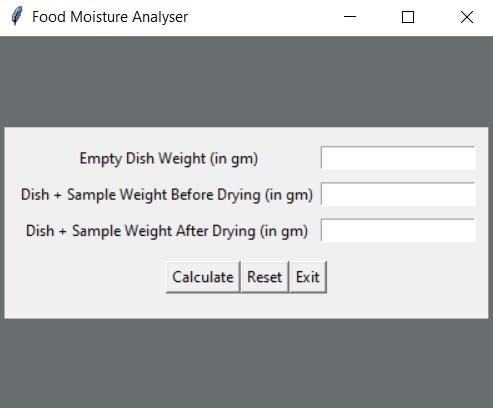 Food Moisture Analyser
Empty Dish Weight (in gm)
Dish + Sample Weight Before Drying (in gm)
Dish + Sample Weight After Drying (in gm)
Calculate Reset Exit